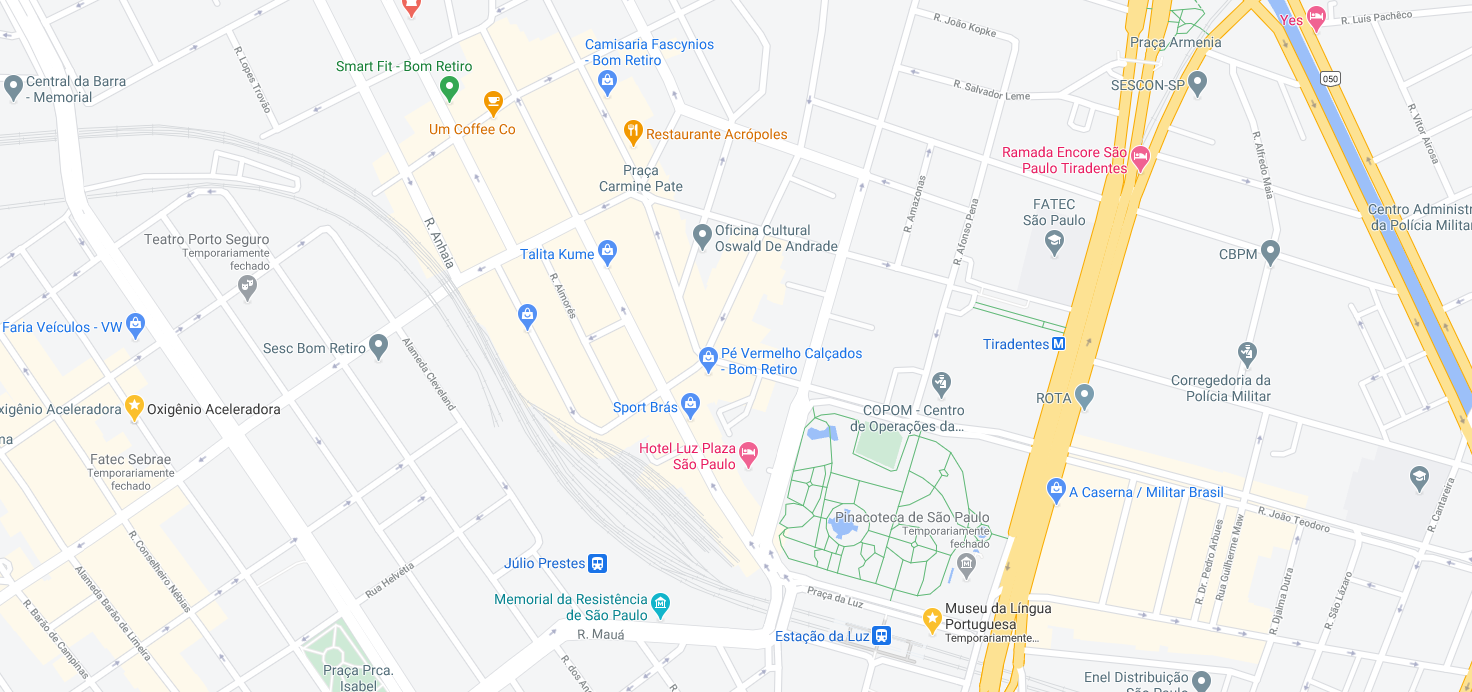 R. João Kopke
Yes
R. Luis Pachêco
Camisaria Fascynios
- Bom Retiro
Praça Armenia
R. Lopes Trovão
Smart Fit - Bom Retiro
050
Central da Barra
- Memorial
SESCON-SP
R. Salvador Leme
Um Coffee Co
Restaurante Acrópoles
R. Vitor Airosa
R. Alfredo Maia
Ramada Encore São
Paulo Tiradentes
Praça
Carmine Pate
R. Amazonas
R. Afonso Pena
FATEC
São Paulo
Centro Administr
da Polícia Militar
R. Anhaia
Oficina Cultural
Oswald De Andrade
Teatro Porto Seguro
Temporariamente
fechado
Talita Kume
CBPM
R. Aimorés
Faria Veículos - VW
Sesc Bom Retiro
Alameda Cleveland
Tiradentes M
Pé Vermelho Calçados
- Bom Retiro
Corregedoria da
Polícia Militar
ROTA
xigênio Aceleradora
Oxigênio Aceleradora
Sport Brás
COPOM - Centro
de Operações da...
na
Hotel Luz Plaza
São Paulo
Fatec Sebrae
Temporariamente
fechado
A Caserna / Militar Brasil
R. Cantareira
Pinacoteca de São Paulo
Temporariamente
fechado
R. João Teodoro
R. Conselheiro Nébias
Júlio Prestes
Rua Helvétia
R. Dr. Pedro Arbues
Rua Guilherme Maw
R. Djalma Dutra
R. São Lázaro
Alameda Barão de Limeira
R. Barão de Campinas
Memorial da Resistência
de São Paulo
Praça da Luz
Museu da Língua
Portuguesa
Temporariamente...
R. Mauá
Estação da Luz
Praça Prca.
Isabel
R. dos An
Enel Distribuição
São Paulo